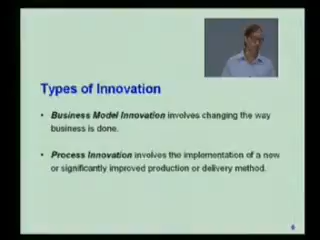 Types of Innovation
• Business Model Innovation involves changing the way
business is done.
• Process Innovation involves the implementation of a new
or significantly improved production or delivery method.